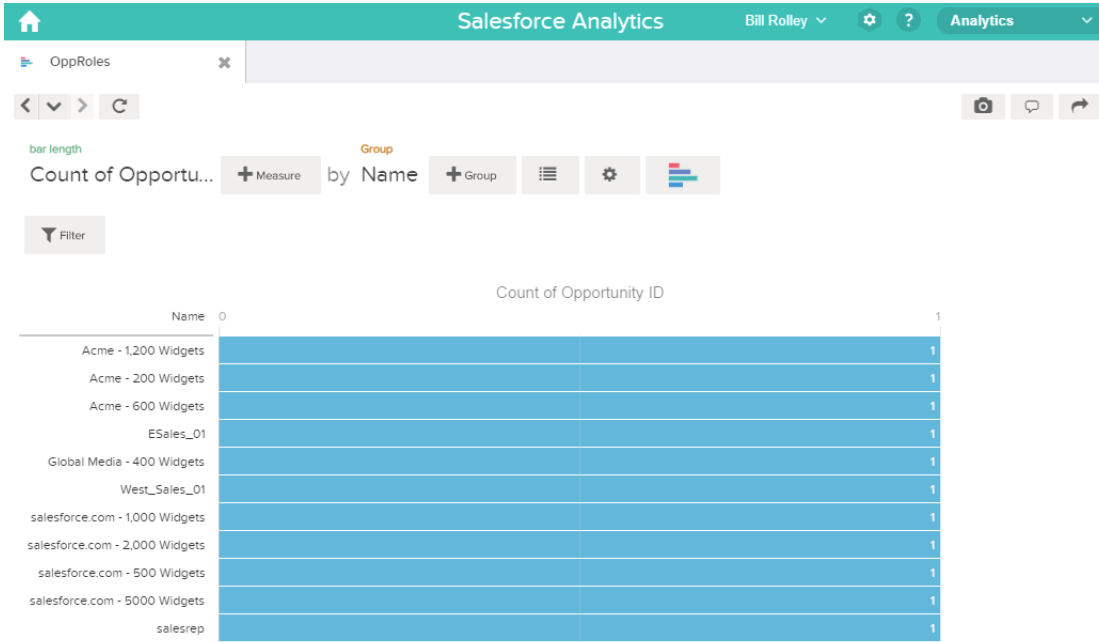 Salesforce Analytics Bill Rolley ? Analytics
OppRoles
bar length Group
Count of Opportu... + Measure by Name + Group
Filter
Count of Opportunity ID
Name 0 1
Acme - 1,200 Widgets 1
Acme - 200 Widgets 1
Acme - 600 Widgets 1
ESales_01 1
Global Media - 400 Widgets 1
West_Sales_01 1
salesforce.com - 1,000 Widgets 1
salesforce.com - 2,000 Widgets 1
salesforce.com - 500 Widgets 1
salesforce.com - 5000 Widgets 1
salesrep 1